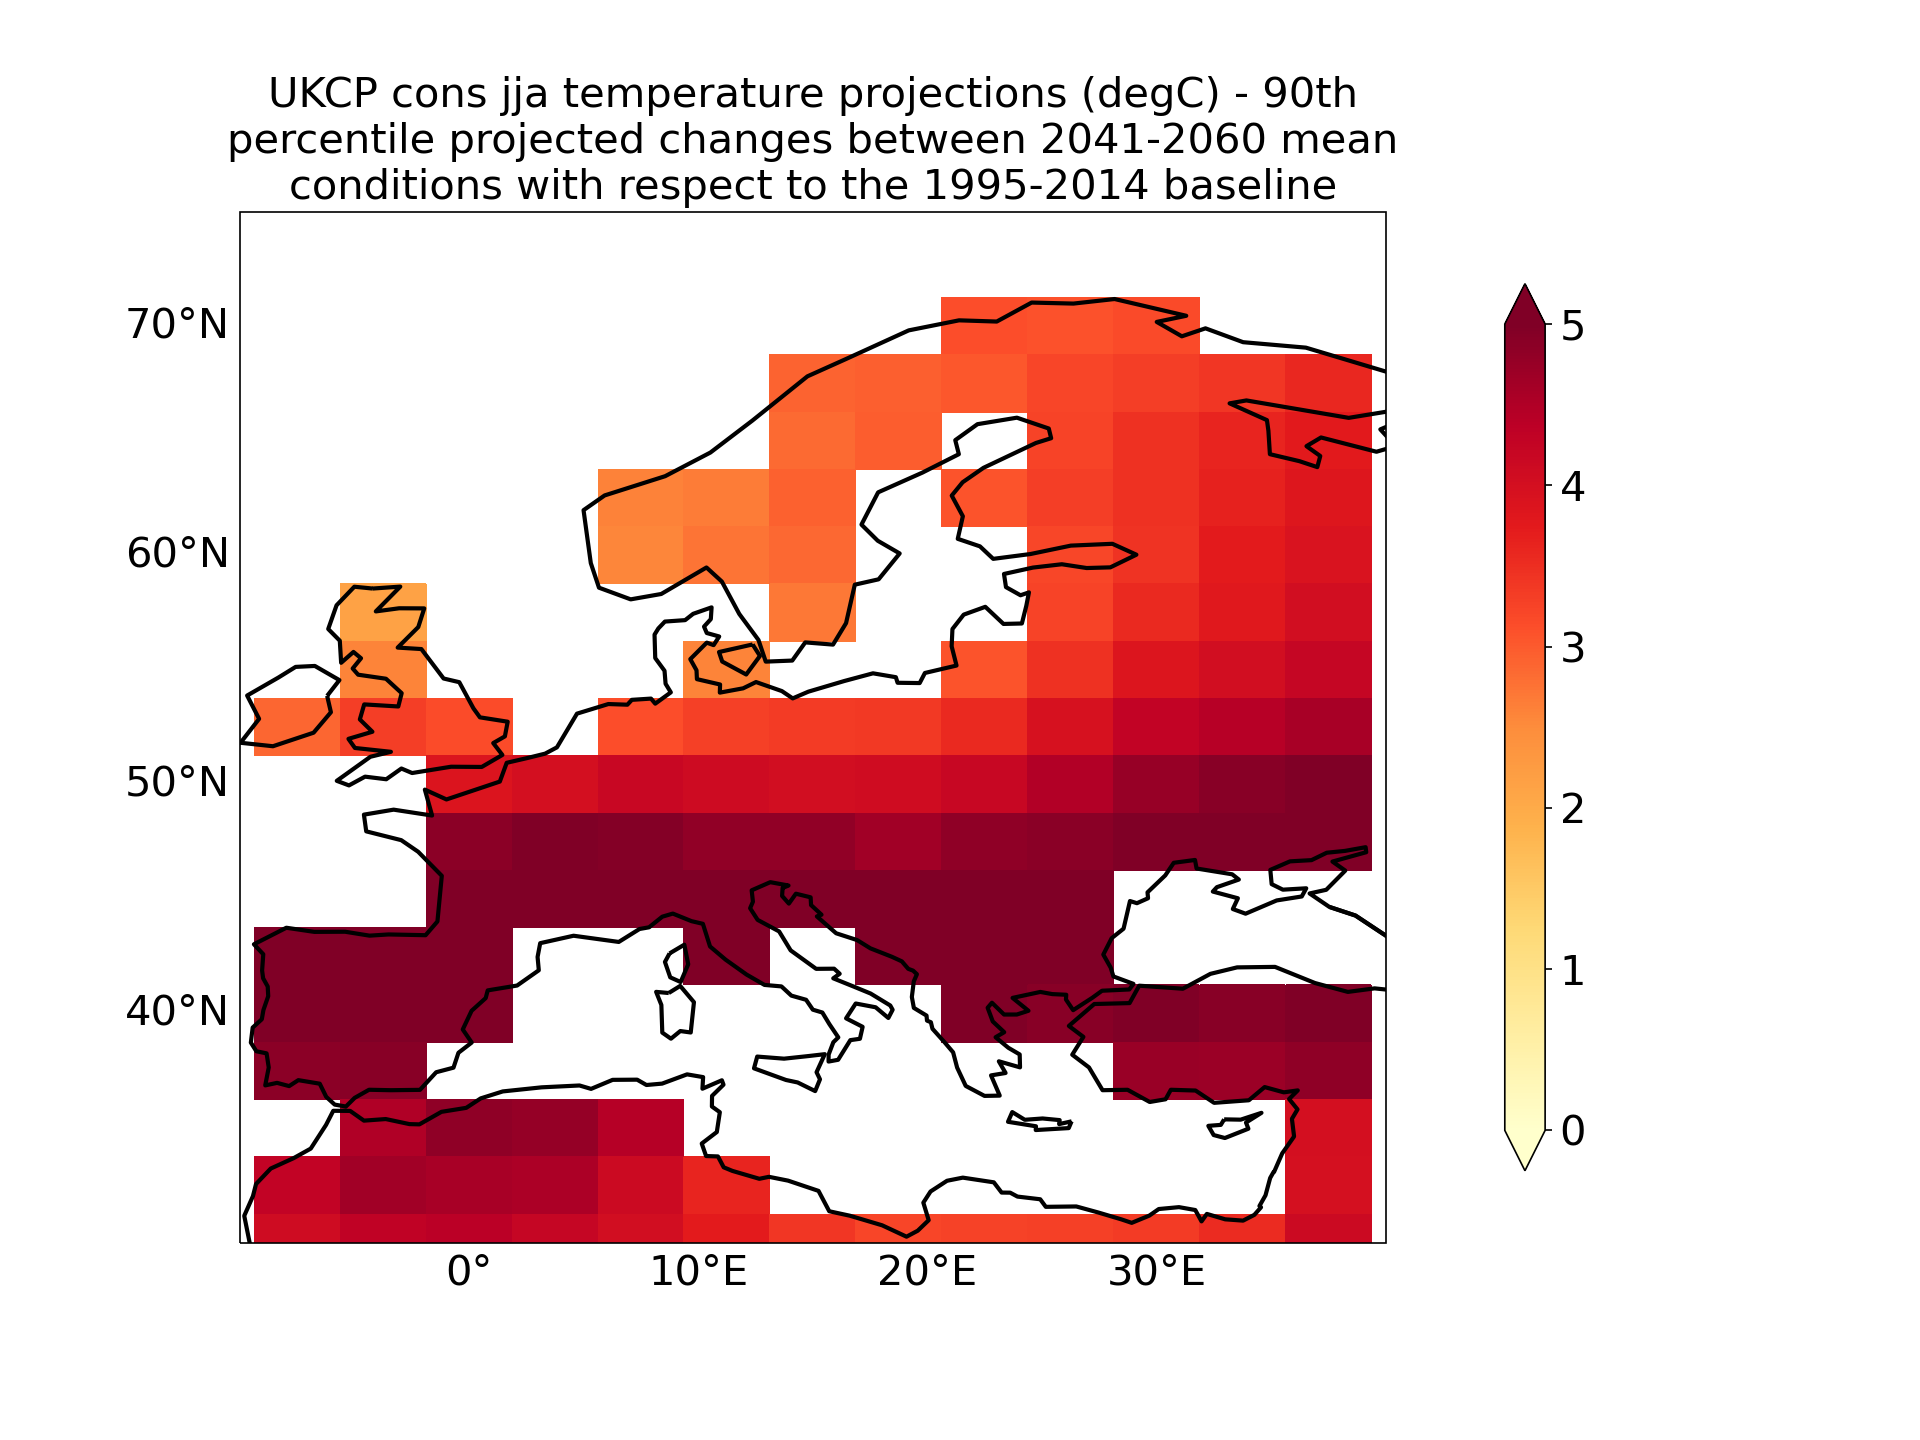 UKCP cons jja temperature projections (degC) - 90th
percentile projected changes between 2041-2060 mean
conditions with respect to the 1995-2014 baseline
70°N
60°N
50°N
40°N
0°
10°E
20°E
30°E
5
4
3
2
1
0